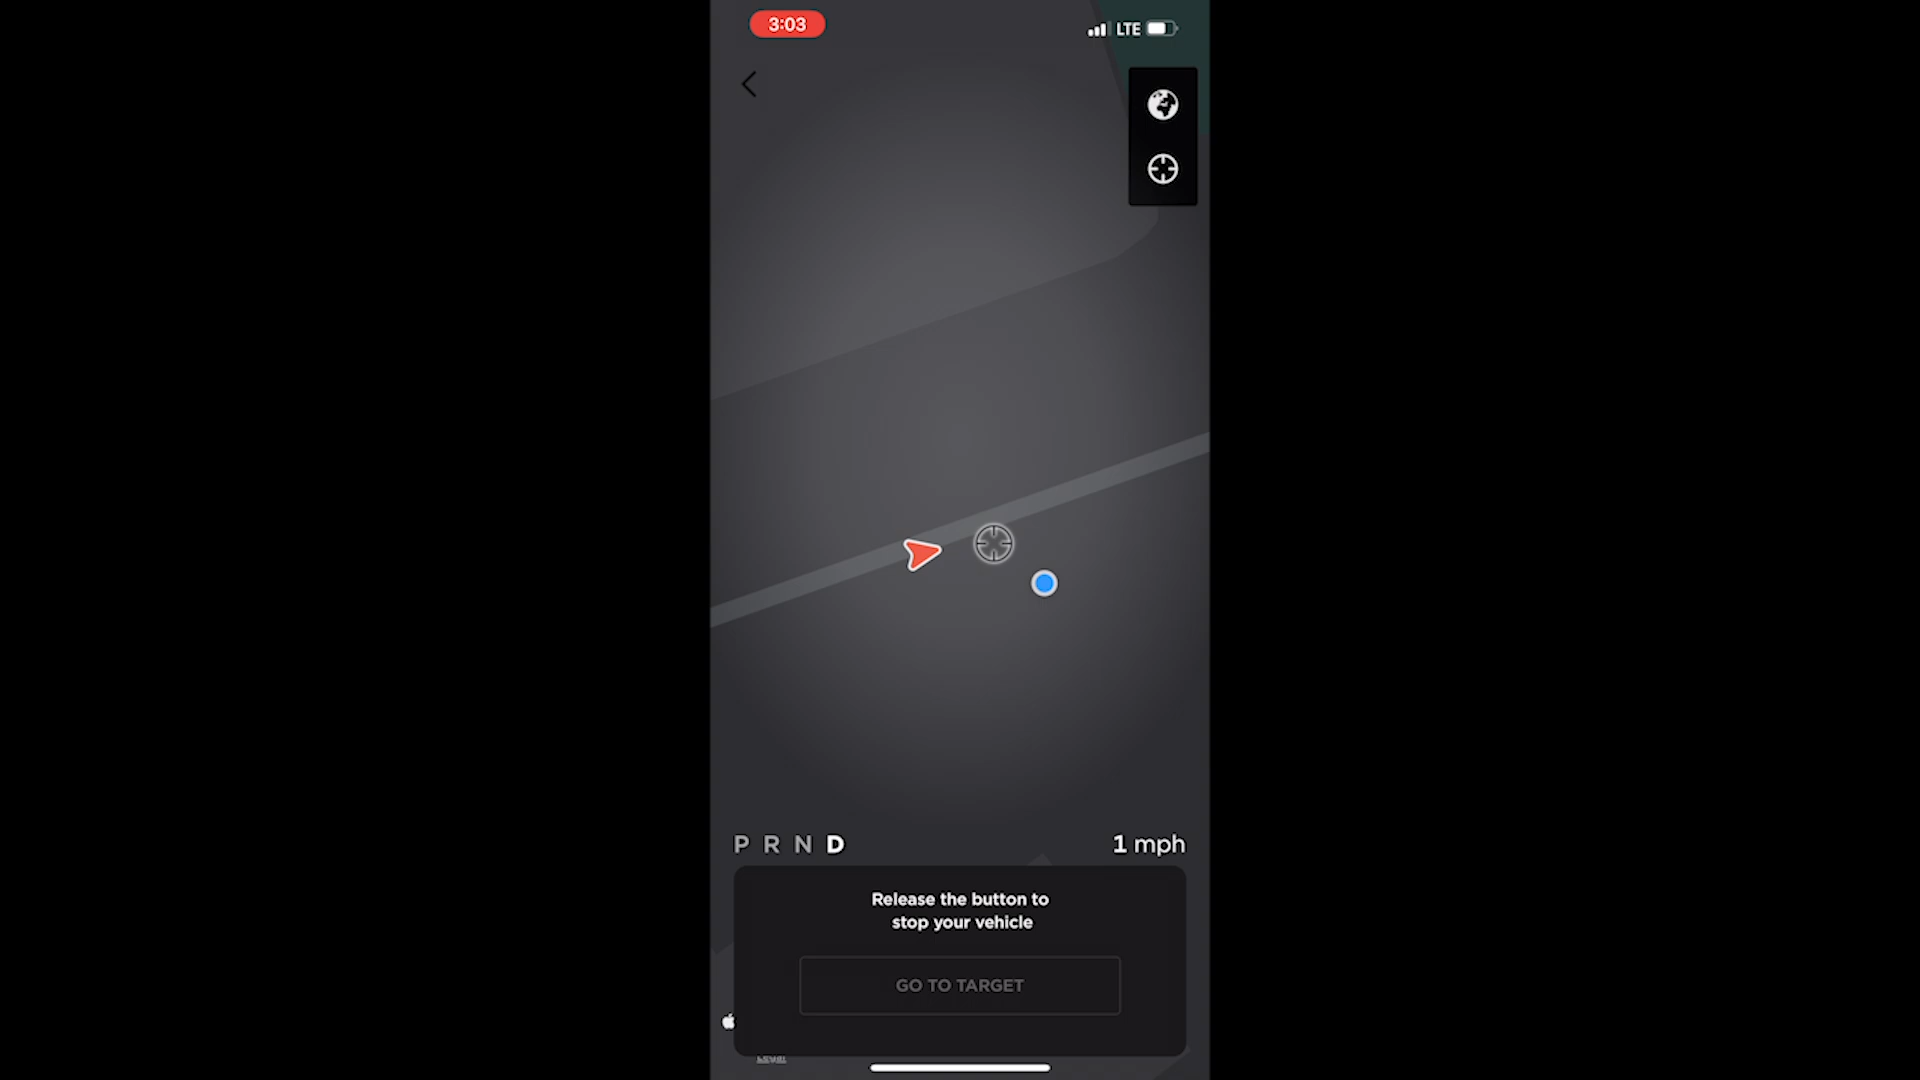 3:03
LTE
P R N D
1 mph
Release the button to
stop your vehicle
GO TO TARGET